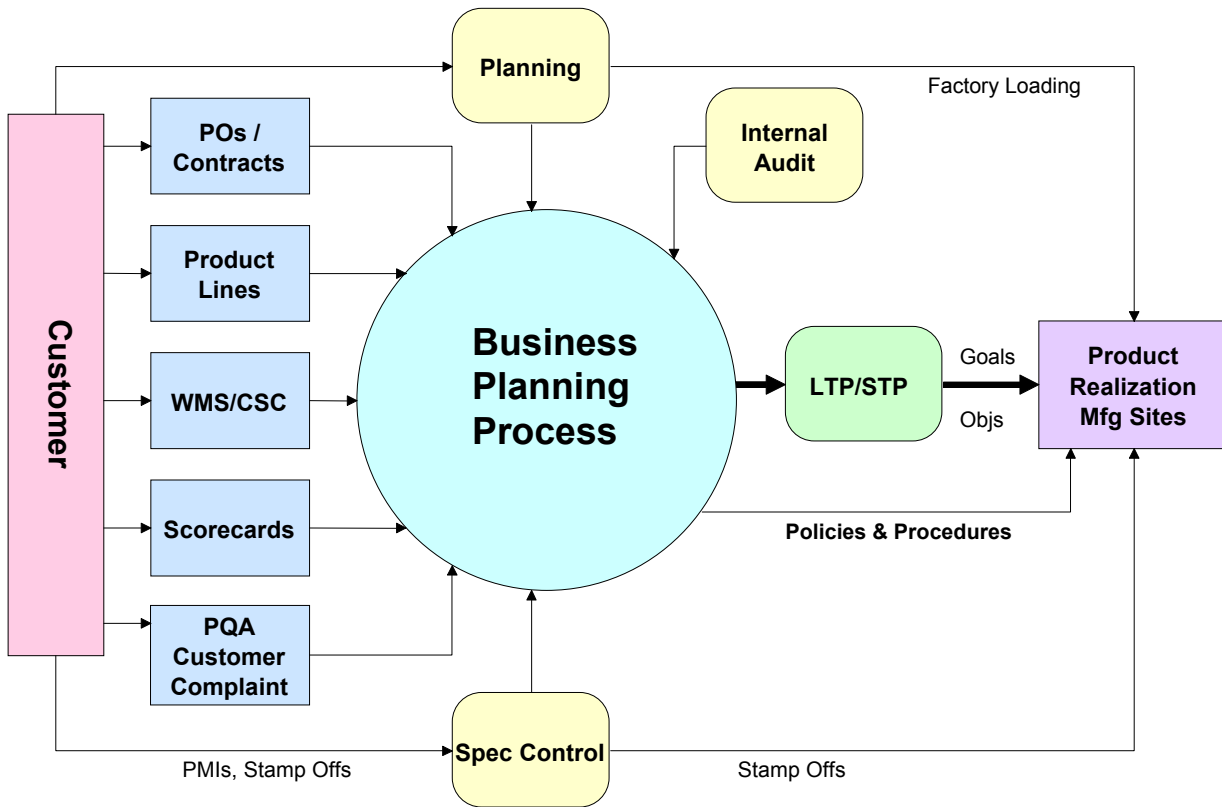 Planning
Factory Loading
POs /
Contracts
Internal
Audit
Product
Lines
Customer
Business
Planning
Process
WMS/CSC
LTP/STP
Goals
Objs
Product
Realization
Mfg Sites
Scorecards
Policies & Procedures
PQA
Customer
Complaint
Spec Control
PMIs, Stamp Offs
Stamp Offs